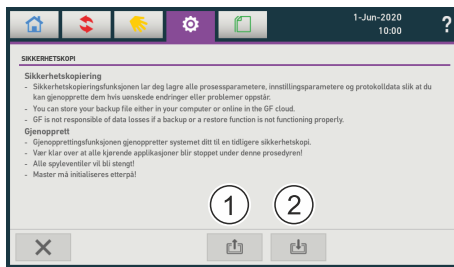 1-Jun-2020
10:00
?
SIKKERHETSKOPI
Sikkerhetskopiering
- Sikkerhetskopieringsfunksjonen lar deg lagre alle prosessparametere, innstillingsparametere og protokolldata slik at du
kan gjenopprette dem hvis uønskede endringer eller problemer oppstår.
- You can store your backup file either in your computer or online in the GF cloud.
- GF is not responsible of data losses if a backup or a restore function is not functioning properly.
Gjenopprett
- Gjenopprettingsfunksjonen gjenoppretter systemet ditt til en tidligere sikkerhetskopi.
- Vær klar over at alle kjørende applikasjoner blir stoppet under denne prosedyren!
- Alle spyleventiler vil bli stengt!
- Master må initialiseres etterpå!
1
2